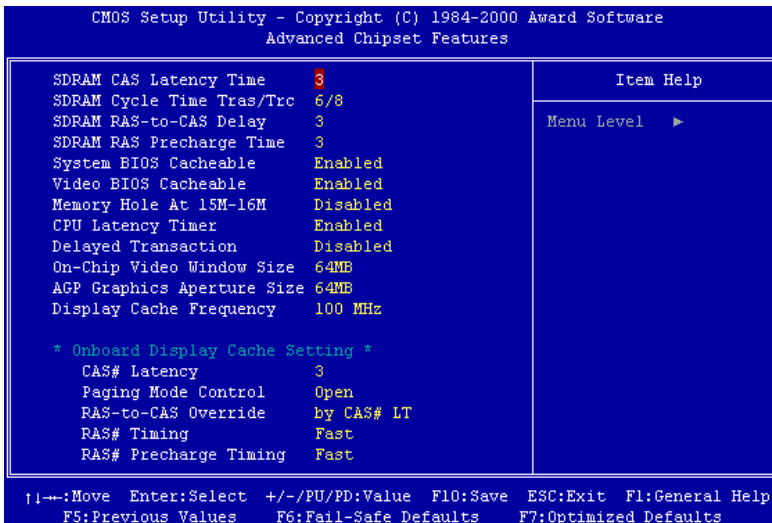 CMOS Setup Utility - Copyright (C) 1984-2000 Award Software
Advanced Chipset Features
SDRAM CAS Latency Time 3
SDRAM Cycle Time Tras/Trc 6/8
SDRAM RAS-to-CAS Delay 3
SDRAM RAS Precharge Time 3
System BIOS Cacheable Enabled
Video BIOS Cacheable Enabled
Memory Hole At 15M-16M Disabled
CPU Latency Timer Enabled
Delayed Transaction Disabled
On-Chip Video Window Size 64MB
AGP Graphics Aperture Size 64MB
Display Cache Frequency 100 MHz
* Onboard Display Cache Setting *
CAS# Latency 3
Paging Mode Control Open
RAS-to-CAS Override by CAS# LT
RAS# Timing Fast
RAS# Precharge Timing Fast
Item Help
Menu Level ►
↑↓→←:Move Enter:Select +/-/PU/PD:Value F10:Save ESC:Exit F1:General Help
F5:Previous Values F6:Fail-Safe Defaults F7:Optimized Defaults